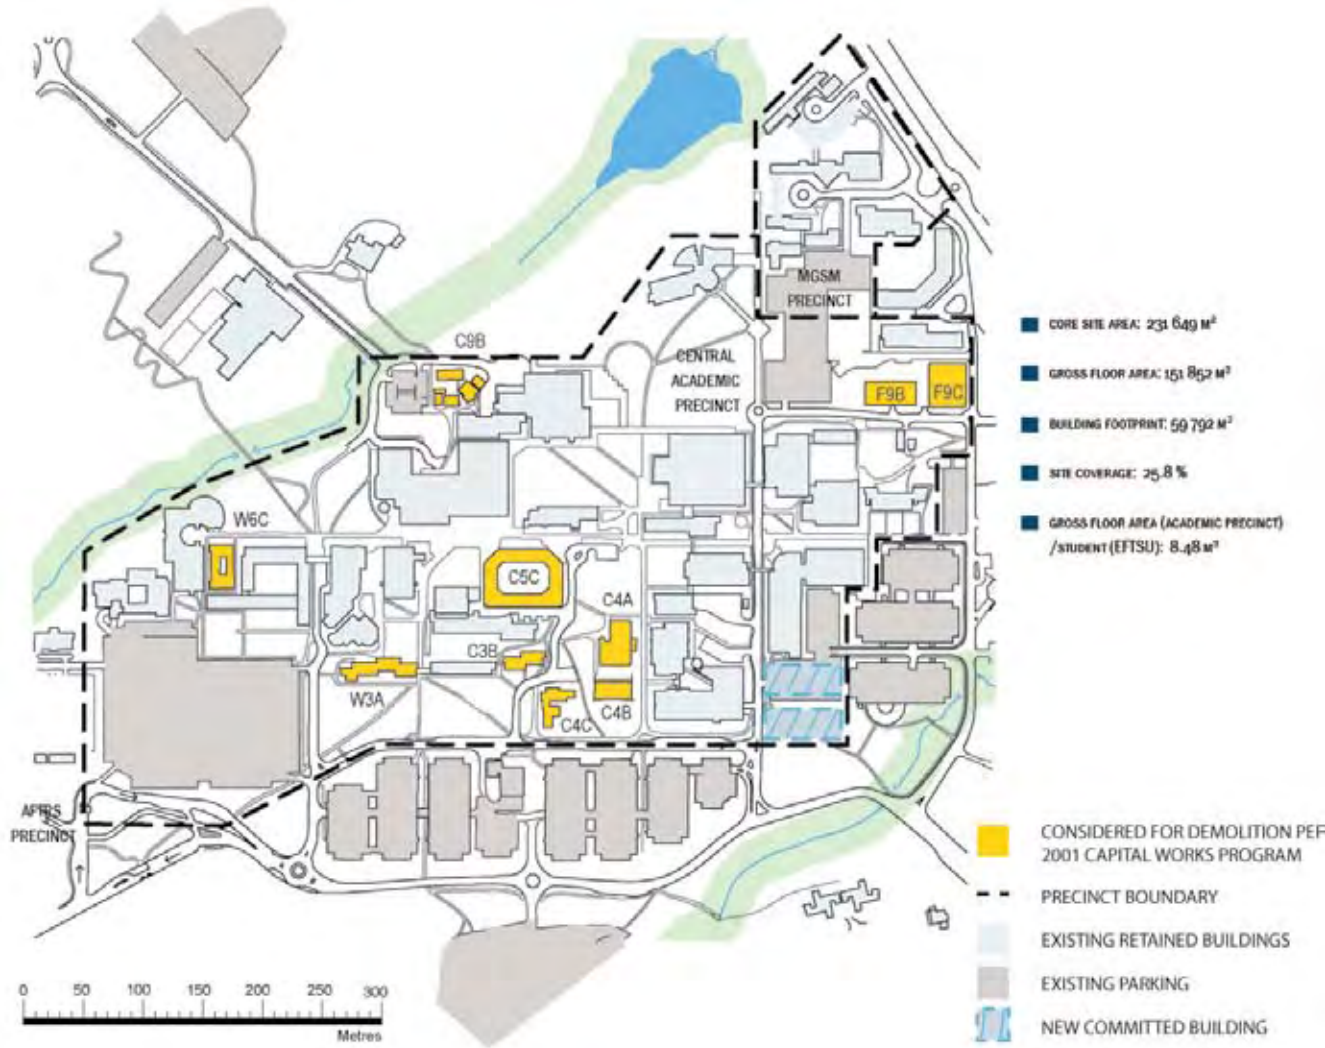 C9B
MGSM
PRECINCT
CENTRAL
ACADEMIC
PRECINCT
F9B
F9C
W6C
C5C
C4A
C3B
W3A
C4C
C4B
AFTRS
PRECINCT
CORE SITE AREA: 231 649 M²
GROSS FLOOR AREA: 151 852 M²
BUILDING FOOTPRINT: 59 792 M²
SITE COVERAGE: 25.8 %
GROSS FLOOR AREA (ACADEMIC PRECINCT)
/STUDENT (EFTSU): 8.48 M²
CONSIDERED FOR DEMOLITION PER
2001 CAPITAL WORKS PROGRAM
PRECINCT BOUNDARY
EXISTING RETAINED BUILDINGS
EXISTING PARKING
NEW COMMITTED BUILDING
0 50 100 150 200 250 300
Metres